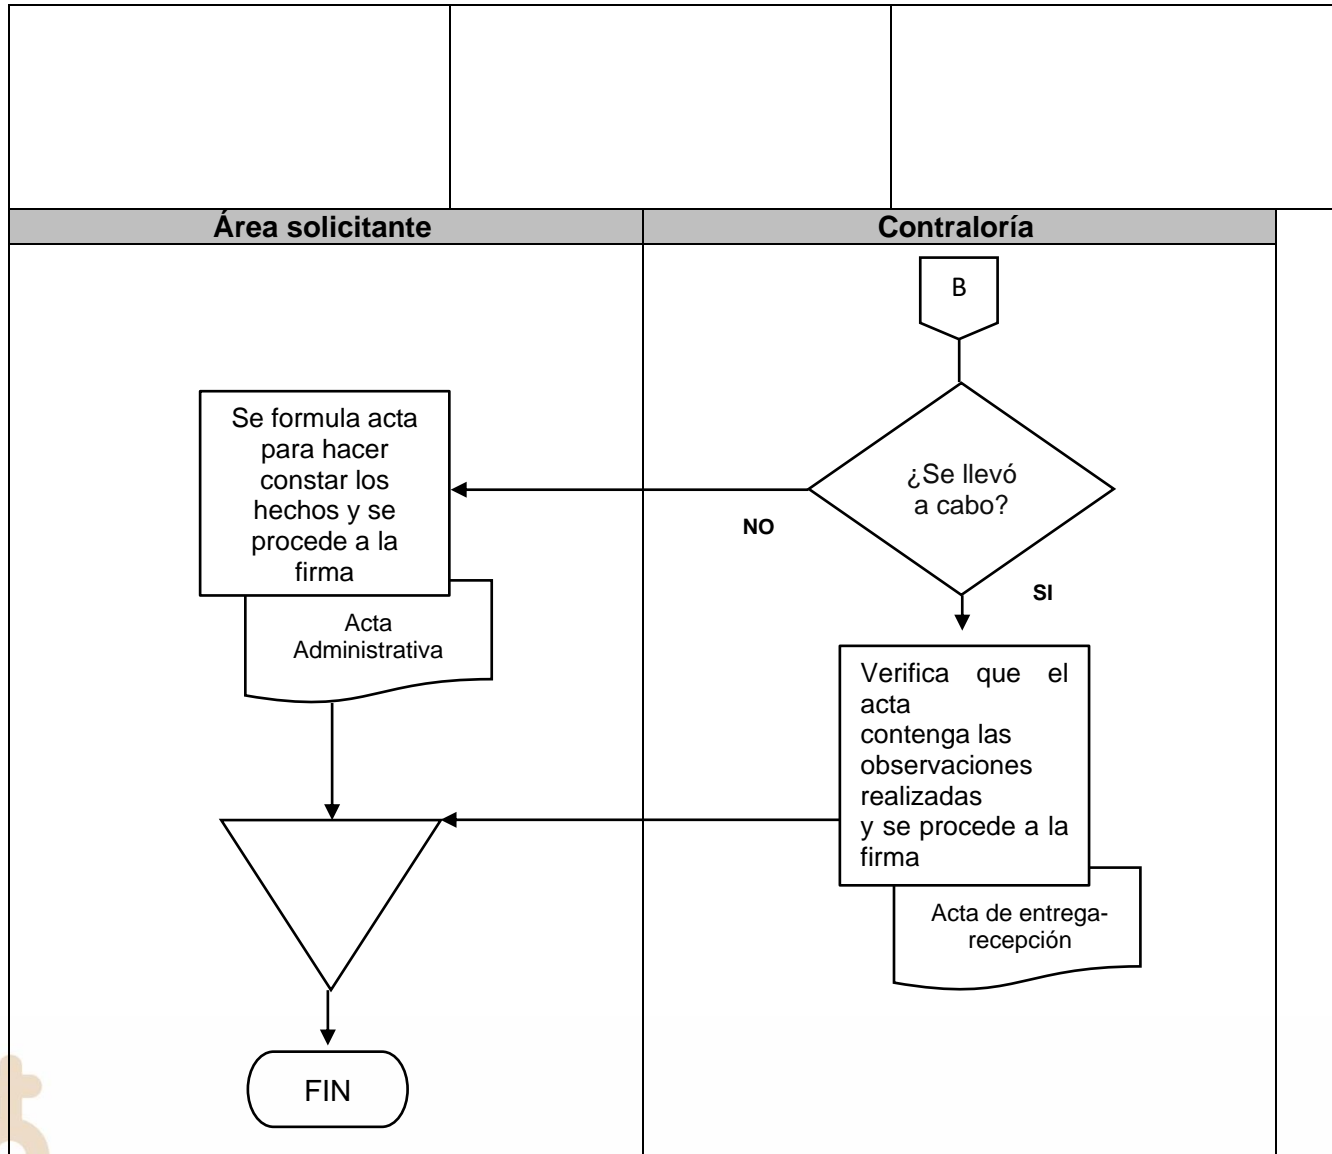 Área solicitante
Contraloría
B
¿Se llevó
a cabo?
NO
SI
Se formula acta
para hacer
constar los
hechos y se
procede a la
firma
Acta
Administrativa
Verifica que el
acta
contenga las
observaciones
realizadas
y se procede a la
firma
Acta de entrega-
recepción
FIN